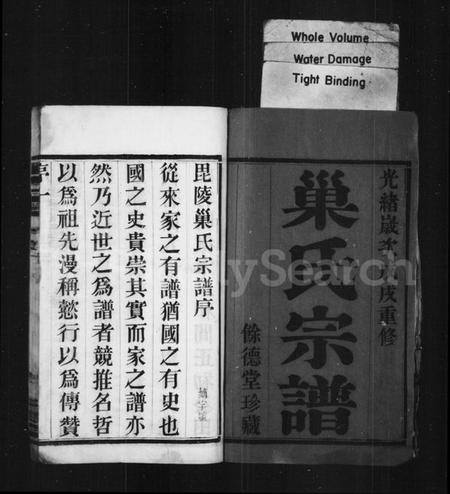 Whole Volume
Water Damage
Tight Binding
光緒歲次戊戌重修
巢氏宗譜
餘德堂珍藏
毘陵巢氏宗譜序
從來家之有譜猶國之有史也
國之史貴崇其實而家之譜亦
然乃近世之為譜者競推名哲
以為祖先漫稱懿行以為傳贊